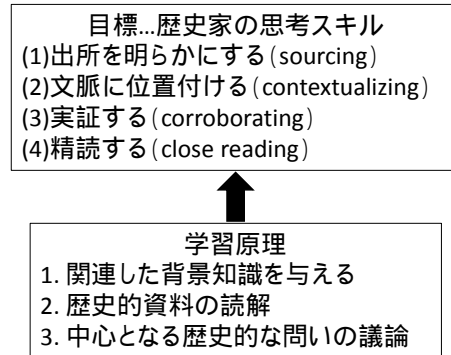 目標...歴史家の思考スキル
(1)出所を明らかにする(sourcing)
(2)文脈に位置付ける(contextualizing)
(3)実証する(corroborating)
(4)精読する(close reading)
学習原理
1. 関連した背景知識を与える
2. 歴史的資料の読解
3. 中心となる歴史的な問いの議論